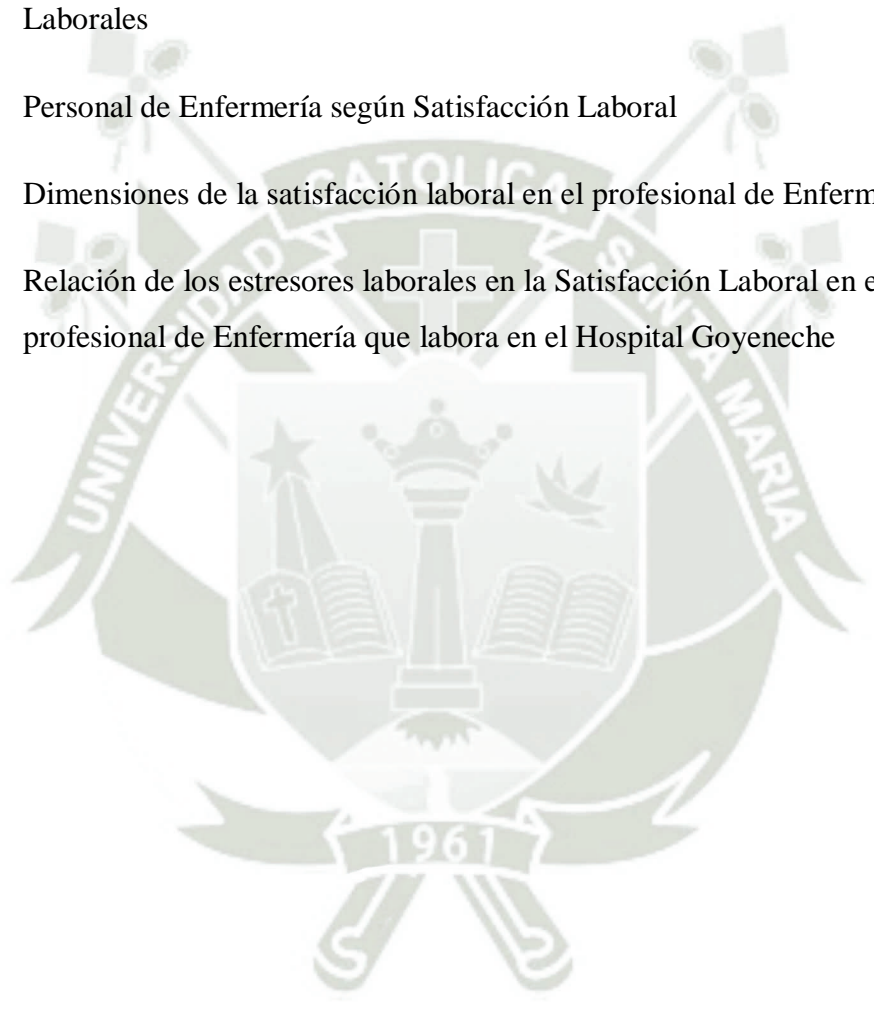 Laborales
Personal de Enfermería según Satisfacción Laboral
Dimensiones de la satisfacción laboral en el profesional de Enferm
Relación de los estresores laborales en la Satisfacción Laboral en e
profesional de Enfermería que labora en el Hospital Goyeneche
UNIVERSIDAD CATOLICA SANTA MARIA
1961